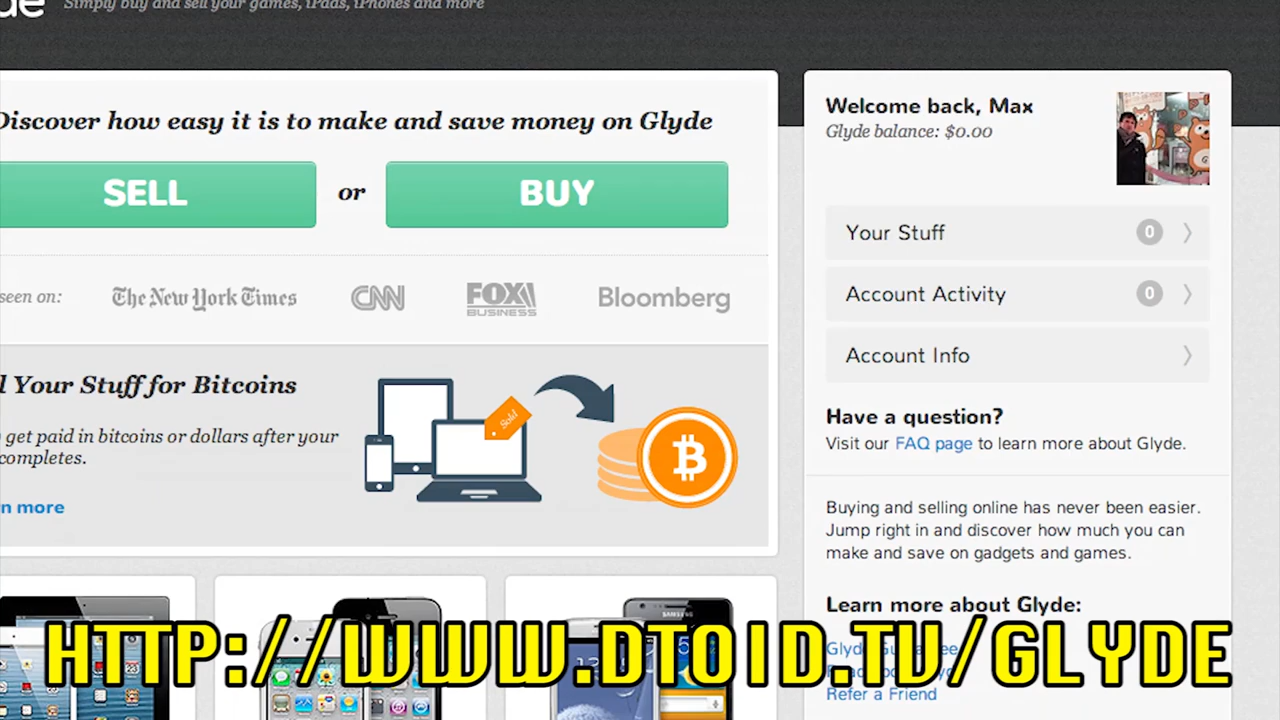 de Simply buy and sell your games, iPads, iPhones and more
Discover how easy it is to make and save money on Glyde
SELL or BUY
seen on: The New York Times CNN FOX BUSINESS Bloomberg
l Your Stuff for Bitcoins
get paid in bitcoins or dollars after your
completes.
n more
Sold
Welcome back, Max
Glyde balance: $0.00
Your Stuff 0
Account Activity 0
Account Info
Have a question?
Visit our FAQ page to learn more about Glyde.
Buying and selling online has never been easier.
Jump right in and discover how much you can
make and save on gadgets and games.
Learn more about Glyde:
Refer a Friend
SAMSUNG
HTTP://WWW.DTOID.TV/GLYDE